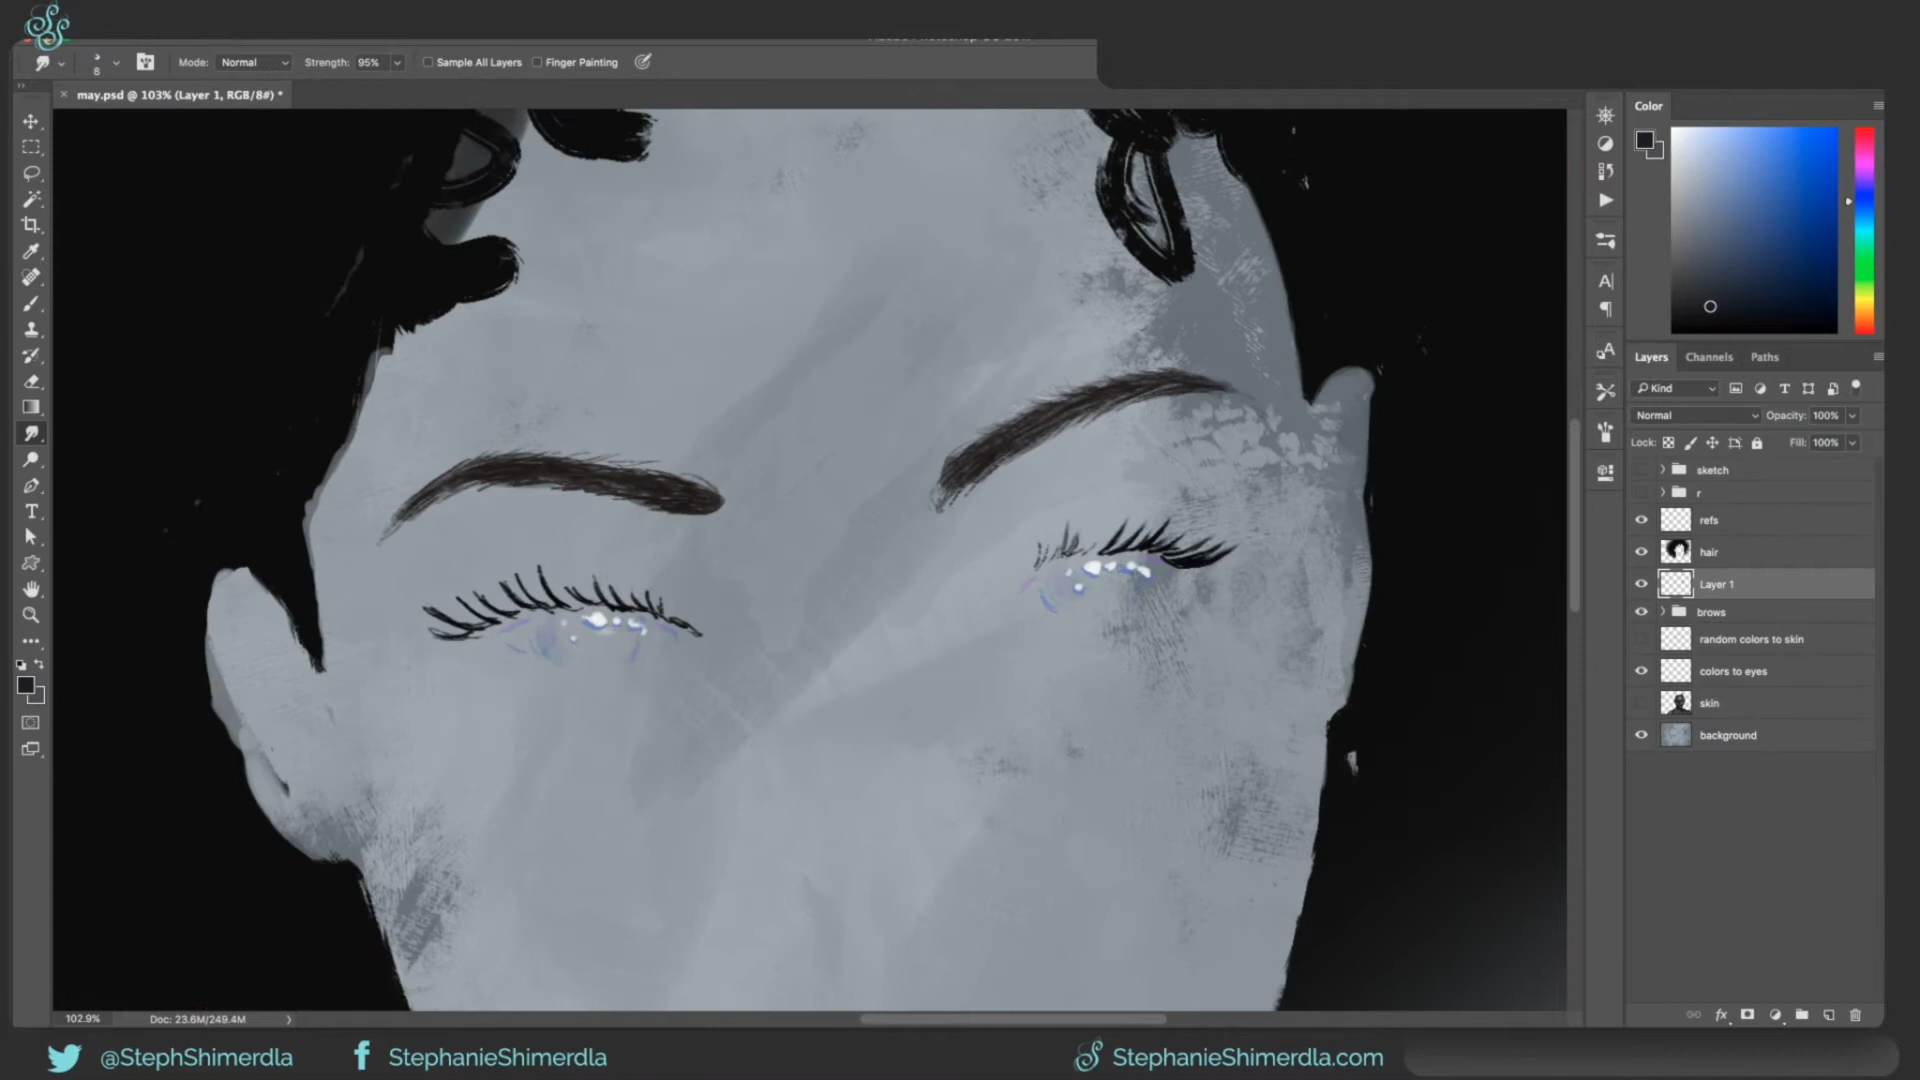 8
Mode:
Normal
Strength:
95%
Sample All Layers
Finger Painting
may.psd @ 103% (Layer 1, RGB/8#) *
Color
Layers
Channels
Paths
Kind
Normal
Opacity:
100%
Lock:
Fill:
100%
sketch
r
refs
hair
Layer 1
brows
random colors to skin
colors to eyes
skin
background
fx
102.9%
Doc: 23.6M/249.4M
@StephShimerdla
StephanieShimerdla
StephanieShimerdla.com